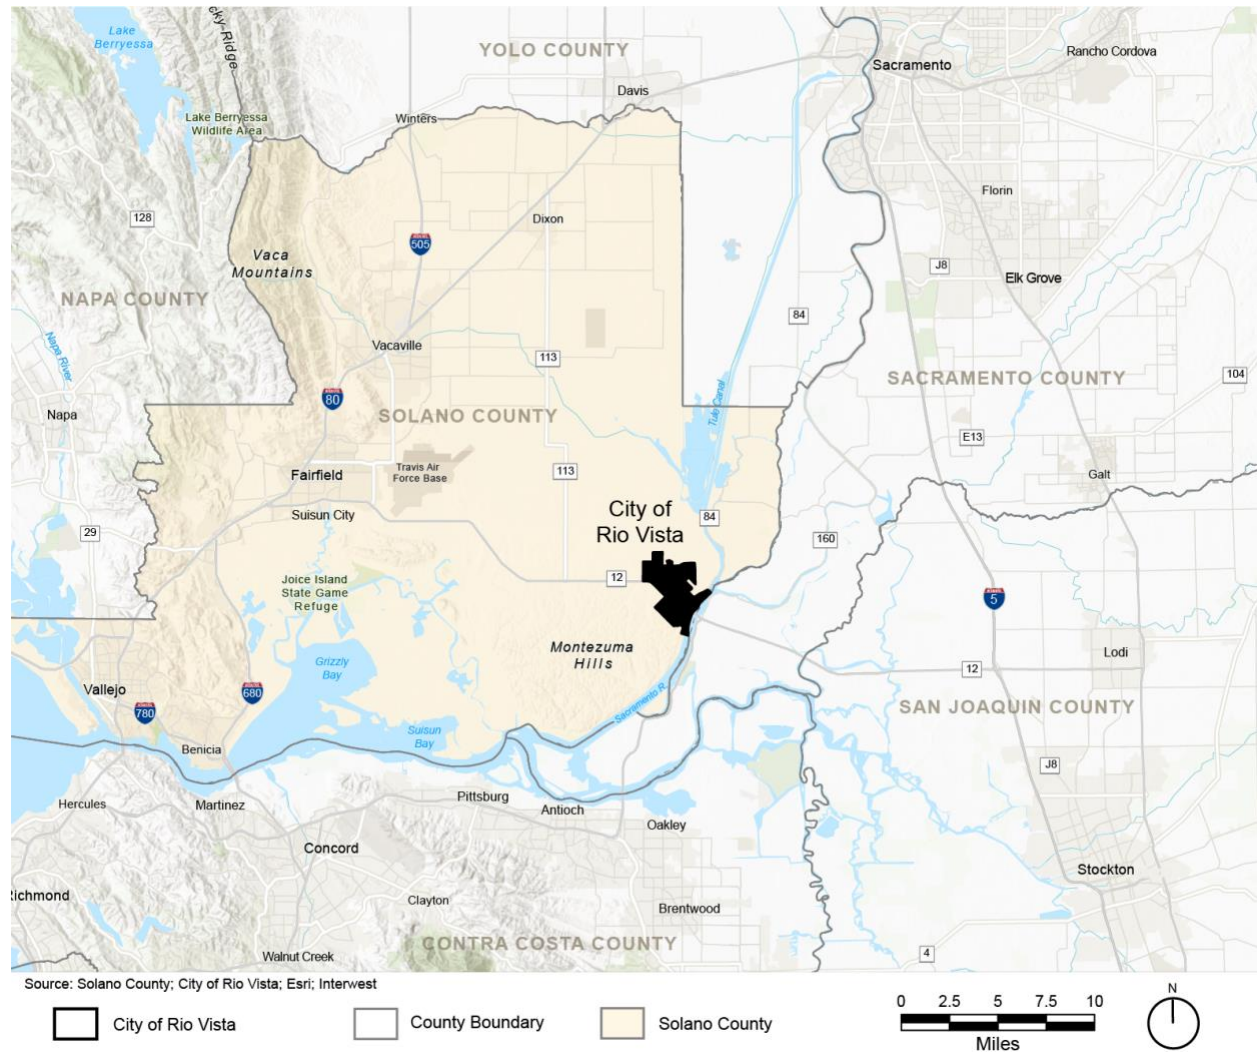 Lake
Berryessa
cky-Ridge
YOLO COUNTY
Rancho Cordova
Sacramento
Davis
Lake Berryessa
Wildlife Area
Winters
Florin
128
Dixon
505
Vaca
Mountains
J8
Elk Grove
NAPA COUNTY
84
Napa River
Vacaville
113
SACRAMENTO COUNTY
104
80
Tule Canal
Napa
SOLANO COUNTY
E13
Fairfield
Travis Air
Force Base
113
Galt
Suisun City
City of
Rio Vista
84
29
160
12
Joice Island
State Game
Refuge
5
Montezuma
Hills
Lodi
Grizzly
Bay
12
Vallejo
680
Sacramento R.
780
SAN JOAQUIN COUNTY
Suisun
Bay
Benicia
J8
Hercules
Martinez
Pittsburg
Antioch
Oakley
Concord
Stockton
Richmond
Clayton
Brentwood
CONTRA COSTA COUNTY
Walnut Creek
4
Source: Solano County; City of Rio Vista; Esri; Interwest
City of Rio Vista
County Boundary
Solano County
0 2.5 5 7.5 10
Miles
N